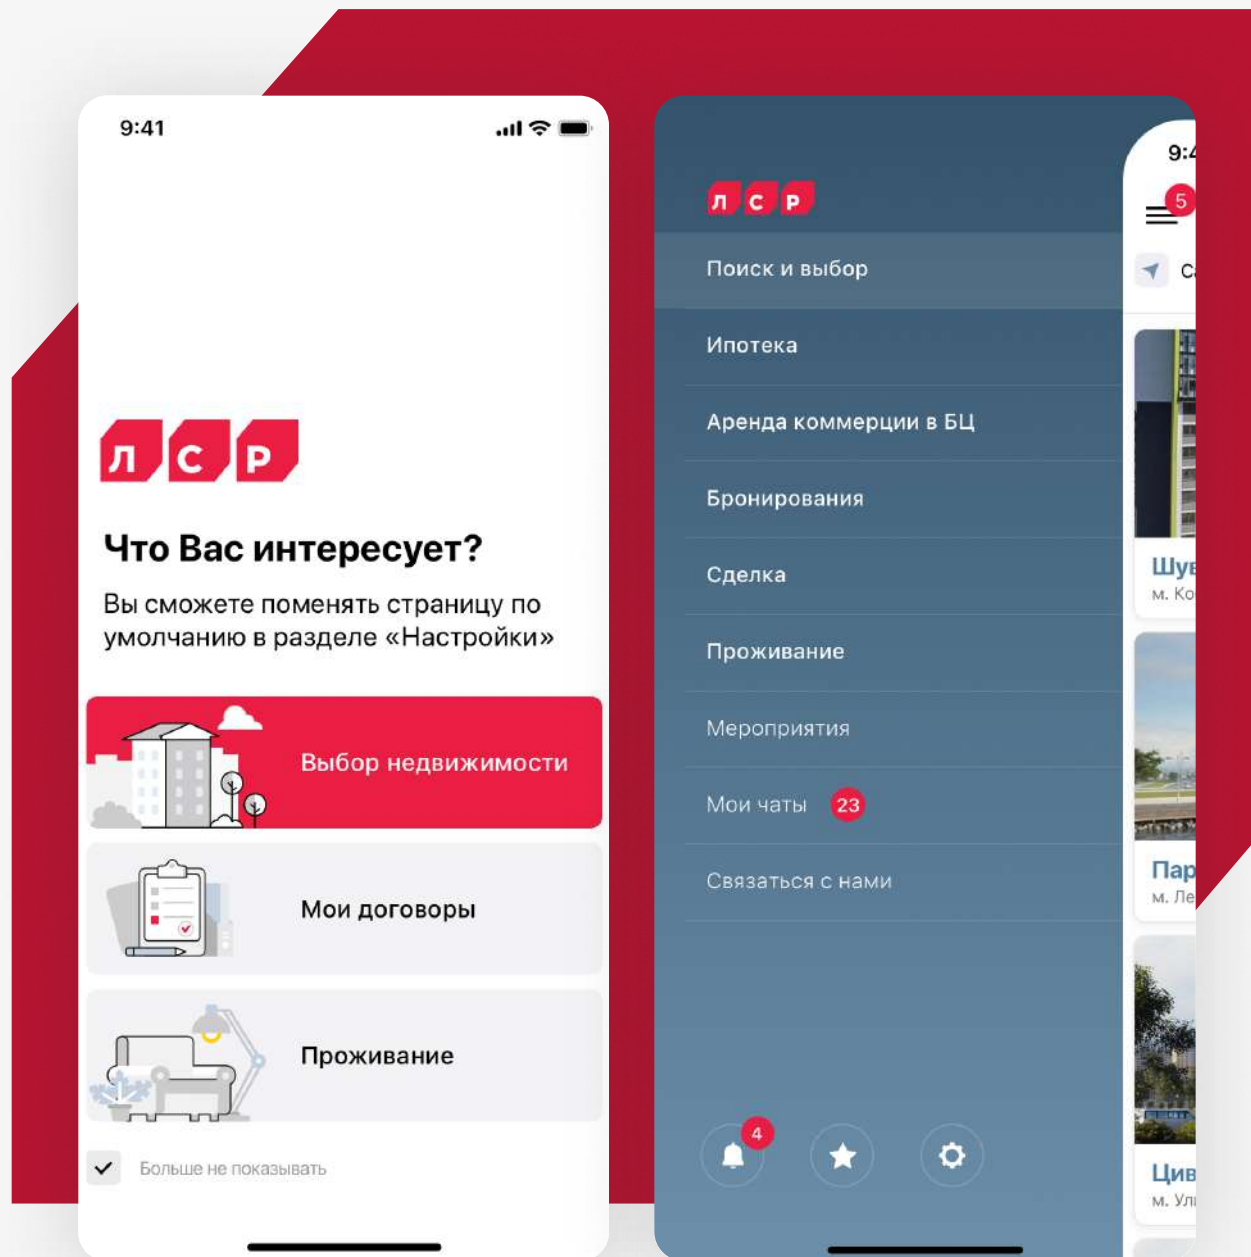 9:41
ЛСР
Что Вас интересует?
Вы сможете поменять страницу по
умолчанию в разделе «Настройки»
Выбор недвижимости
Мои договоры
Проживание
Больше не показывать
ЛСР
Поиск и выбор
Ипотека
Аренда коммерции в БЦ
Бронирования
Сделка
Проживание
Мероприятия
Мои чаты 23
Связаться с нами
4
5
м.
м.
м.